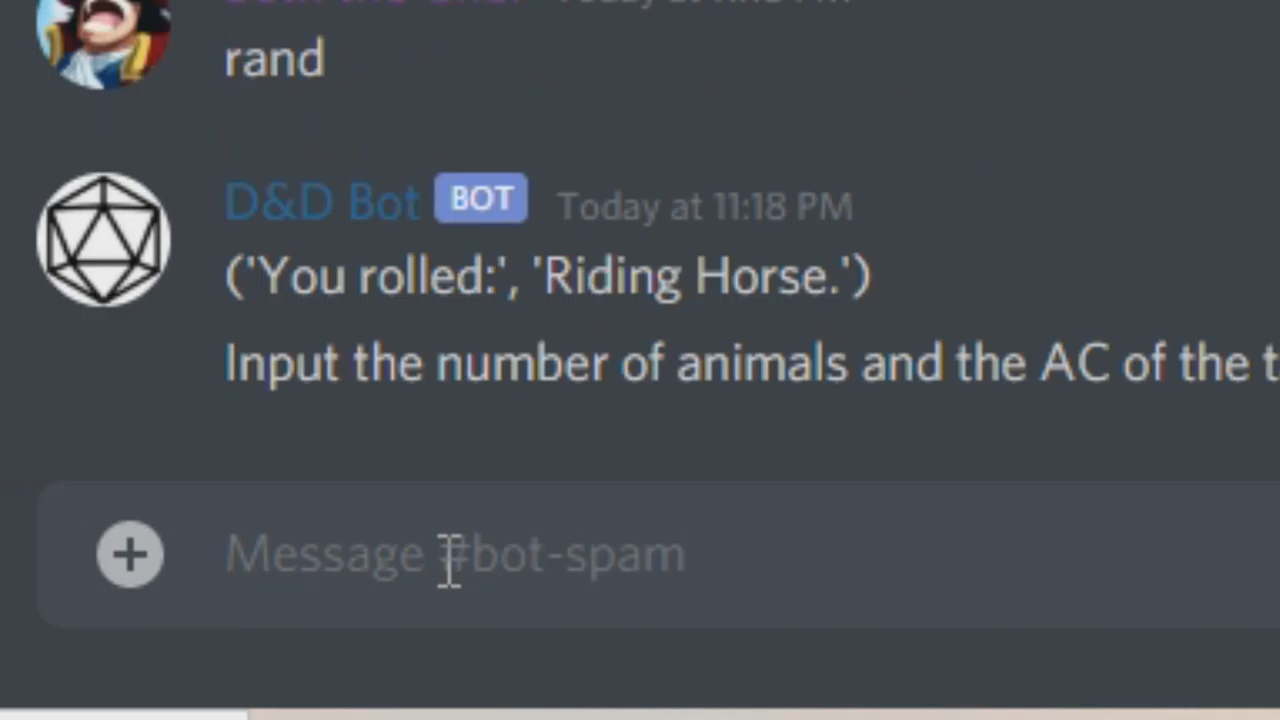 rand
D&D Bot BOT Today at 11:18 PM
('You rolled:', 'Riding Horse.')
Input the number of animals and the AC of the
Message #bot-spam